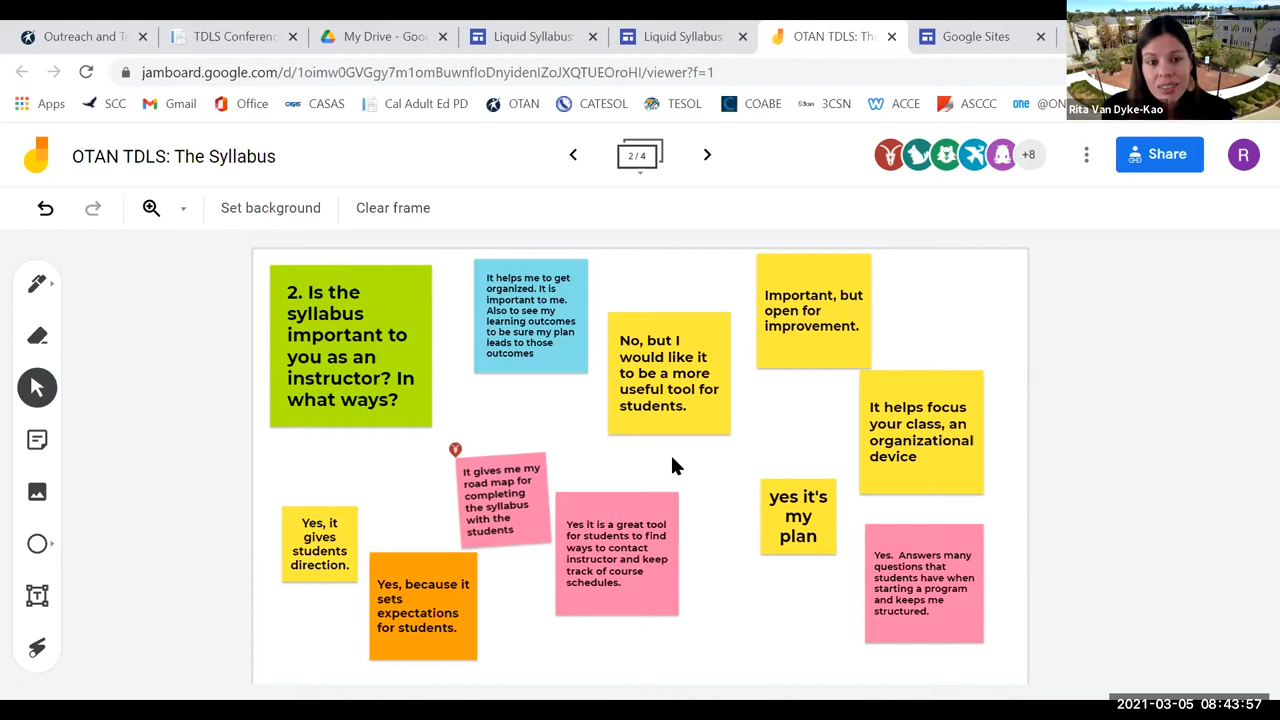 Outreach and Te
TDLS Conferenc
My Drive - Goo
Liquid Syllabus
Liquid Syllabus:
OTAN TDLS: The
Google Sites
jamboard.google.com/d/1oimw0GVGgy7m1omBuwnfIoDnyidenIZoJXQTUEOroHI/viewer?f=1
Apps
SCC
Gmail
Office
CASAS
Cal Adult Ed PD
OTAN
CATESOL
TESOL
COABE
3CSN
ACCE
ASCCC
one
@ON
Rita Van Dyke-Kao
OTAN TDLS: The Syllabus
2/4
+8
Share
R
Set background
Clear frame
2. Is the
syllabus
important to
you as an
instructor? In
what ways?
It helps me to get
organized. It is
important to me.
Also to see my
learning outcomes
to be sure my plan
leads to those
outcomes
No, but I
would like it
to be a more
useful tool for
students.
Important, but
open for
improvement.
It helps focus
your class, an
organizational
device
It gives me my
road map for
completing
the syllabus
with the
students
Yes it is a great tool
for students to find
ways to contact
instructor and keep
track of course
schedules.
yes it's
my
plan
Yes, it
gives
students
direction.
Yes, because it
sets
expectations
for students.
Yes. Answers many
questions that
students have when
starting a program
and keeps me
structured.
2021-03-05 08:43:57